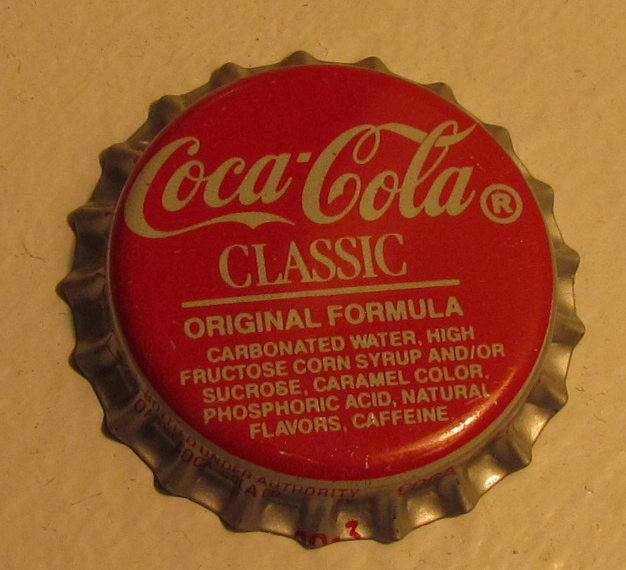 Coca-Cola ®
CLASSIC
ORIGINAL FORMULA
CARBONATED WATER, HIGH
FRUCTOSE CORN SYRUP AND/OR
SUCROSE, CARAMEL COLOR,
PHOSPHORIC ACID, NATURAL
FLAVORS, CAFFEINE.
UNDER AUTHORITY